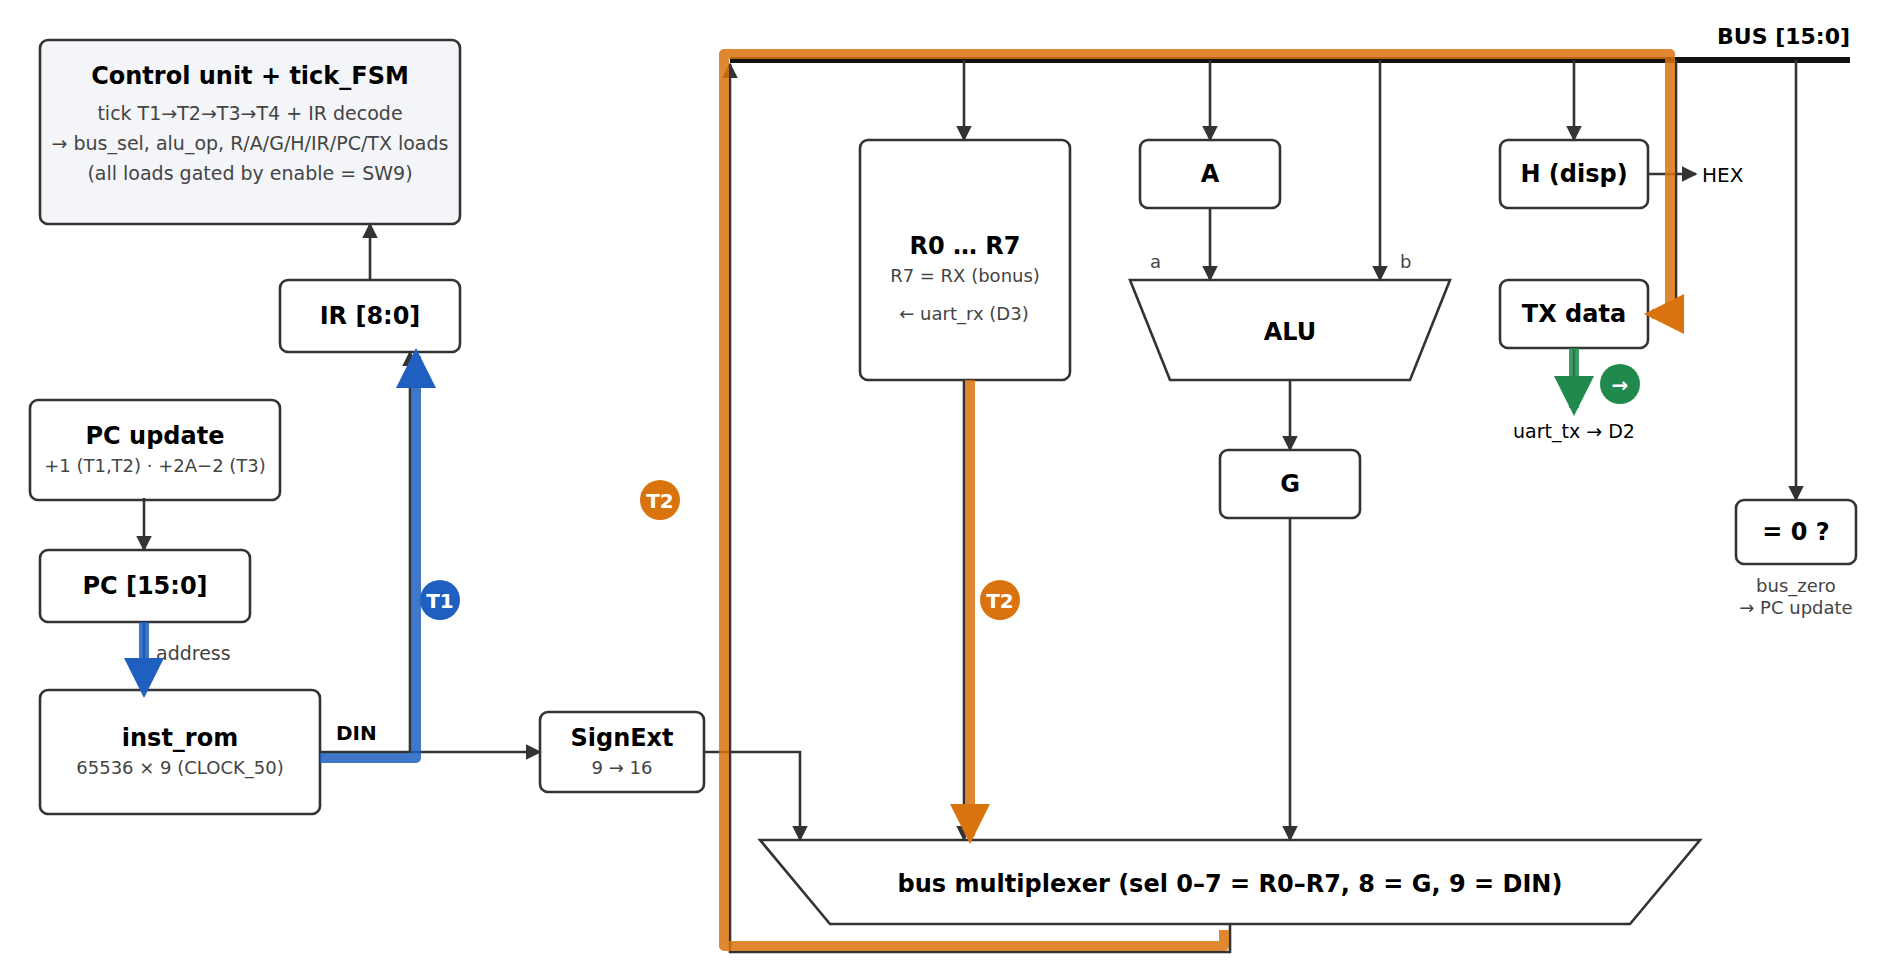 BUS [15:0]
Control unit + tick_FSM
tick T1→T2→T3→T4 + IR decode
→ bus_sel, alu_op, R/A/G/H/IR/PC/TX loads
(all loads gated by enable = SW9)
IR [8:0]
PC update
+1 (T1,T2) · +2A−2 (T3)
PC [15:0]
address
inst_rom
65536 × 9 (CLOCK_50)
DIN
T1
SignExt
9 → 16
T2
R0 … R7
R7 = RX (bonus)
← uart_rx (D3)
T2
A
a
b
ALU
G
H (disp)
HEX
TX data
→
uart_tx → D2
= 0 ?
bus_zero
→ PC update
bus multiplexer (sel 0–7 = R0–R7, 8 = G, 9 = DIN)